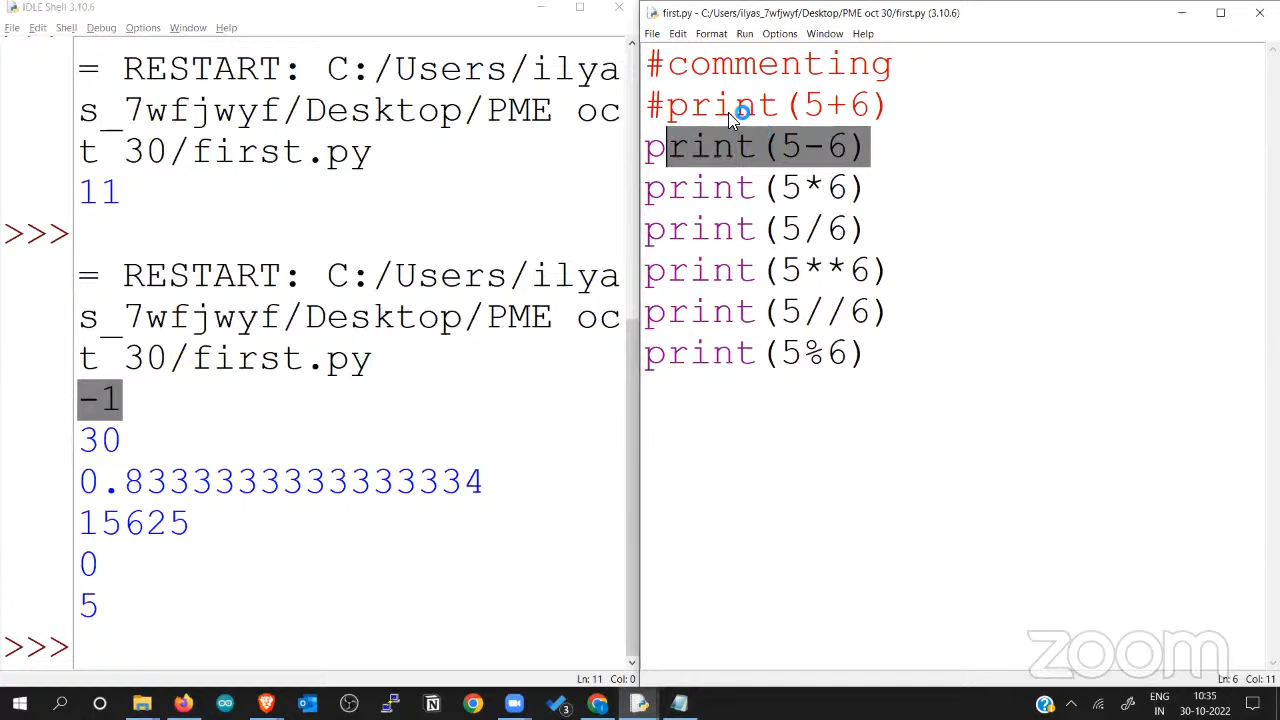 IDLE Shell 3.10.6
File Edit Shell Debug Options Window Help
= RESTART: C:/Users/ilya
s_7wfjwyf/Desktop/PME oc
t 30/first.py
11
>>>
= RESTART: C:/Users/ilya
s_7wfjwyf/Desktop/PME oc
t 30/first.py
-1
30
0.8333333333333334
15625
0
5
>>>
Ln: 11 Col: 0
first.py - C:/Users/ilyas_7wfjwyf/Desktop/PME oct 30/first.py (3.10.6)
File Edit Format Run Options Window Help
#commenting
#print(5+6)
print(5-6)
print(5*6)
print(5/6)
print(5**6)
print(5//6)
print(5%6)
zoom
Ln: 6 Col: 11
3
ENG
IN
10:35
30-10-2022